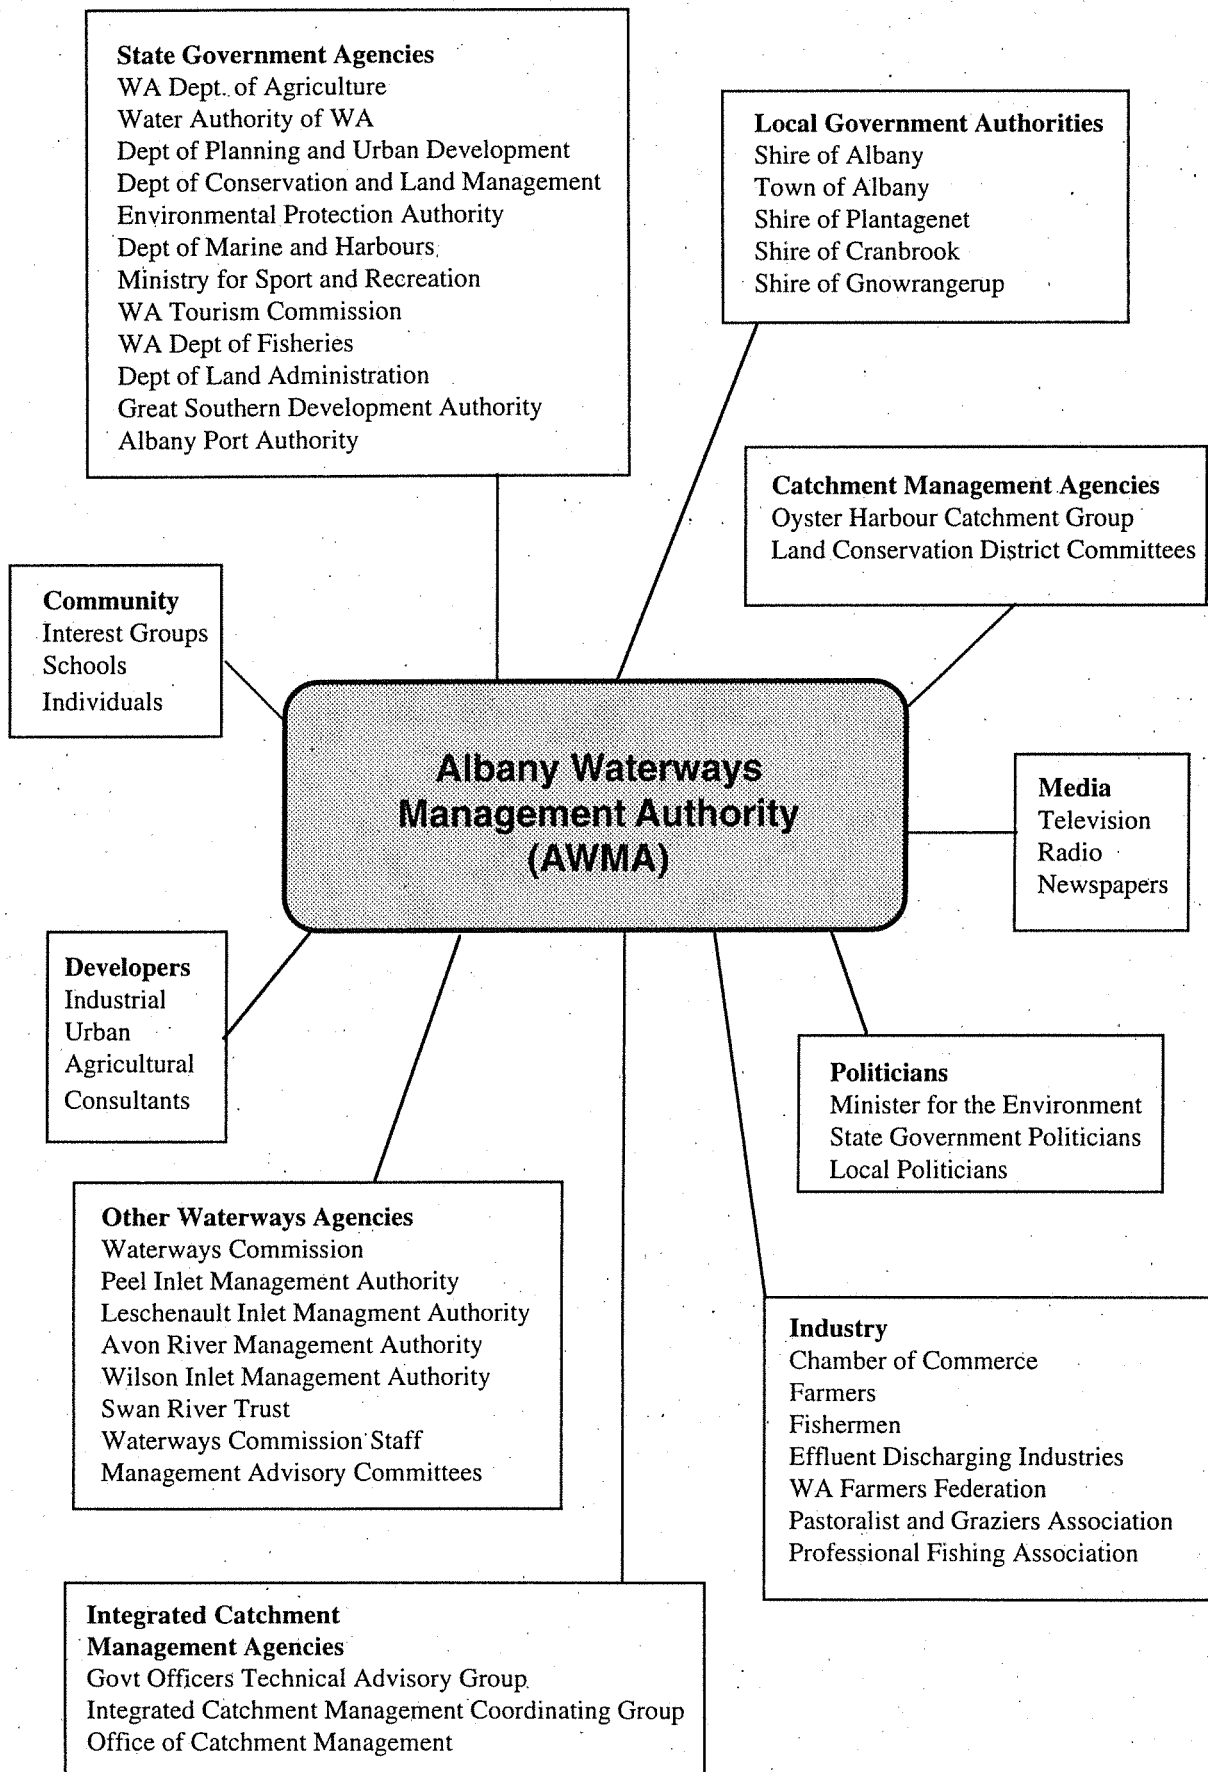 State Government Agencies
WA Dept. of Agriculture
Water Authority of WA
Dept of Planning and Urban Development
Dept of Conservation and Land Management
Environmental Protection Authority
Dept of Marine and Harbours
Ministry for Sport and Recreation
WA Tourism Commission
WA Dept of Fisheries
Dept of Land Administration
Great Southern Development Authority
Albany Port Authority
Local Government Authorities
Shire of Albany
Town of Albany
Shire of Plantagenet
Shire of Cranbrook
Shire of Gnowrangerup
Catchment Management Agencies
Oyster Harbour Catchment Group
Land Conservation District Committees
Community
Interest Groups
Schools
Individuals
Albany Waterways
Management Authority
(AWMA)
Media
Television
Radio
Newspapers
Developers
Industrial
Urban
Agricultural
Consultants
Politicians
Minister for the Environment
State Government Politicians
Local Politicians
Other Waterways Agencies
Waterways Commission
Peel Inlet Management Authority
Leschenault Inlet Managment Authority
Avon River Management Authority
Wilson Inlet Management Authority
Swan River Trust
Waterways Commission Staff
Management Advisory Committees
Industry
Chamber of Commerce
Farmers
Fishermen
Effluent Discharging Industries
WA Farmers Federation
Pastoralist and Graziers Association
Professional Fishing Association
Integrated Catchment
Management Agencies
Govt Officers Technical Advisory Group
Integrated Catchment Management Coordinating Group
Office of Catchment Management